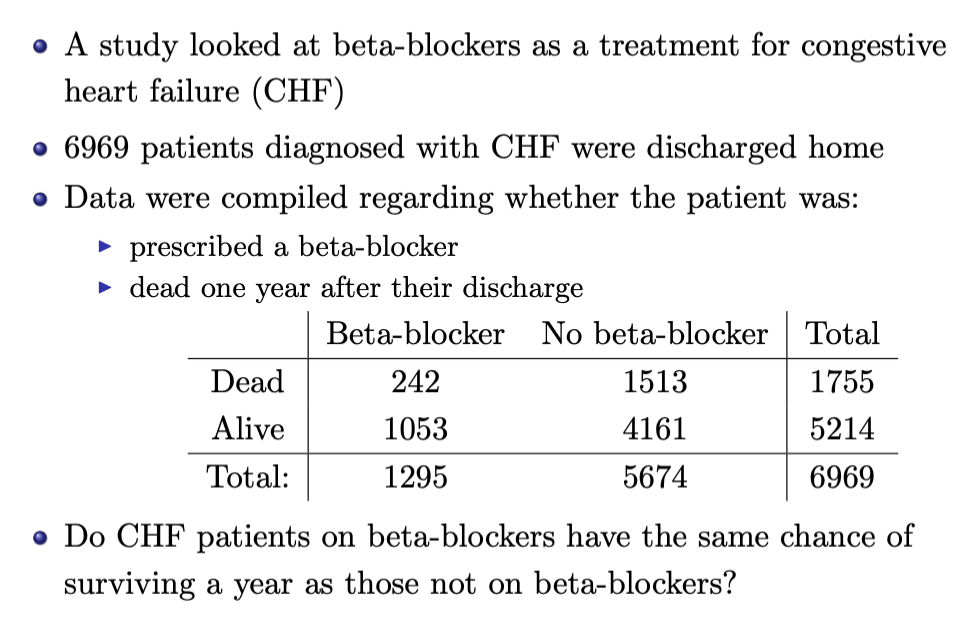 A study looked at beta-blockers as a treatment for congestive
heart failure (CHF)
6969 patients diagnosed with CHF were discharged home
Data were compiled regarding whether the patient was:
prescribed a beta-blocker
dead one year after their discharge
Beta-blocker No beta-blocker Total
Dead 242 1513 1755
Alive 1053 4161 5214
Total: 1295 5674 6969
Do CHF patients on beta-blockers have the same chance of
surviving a year as those not on beta-blockers?